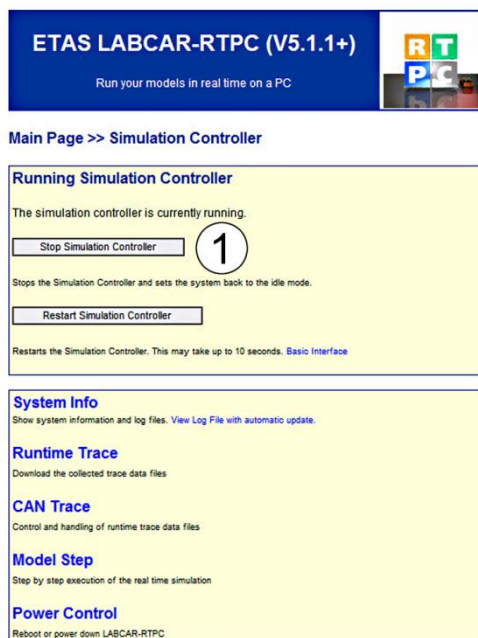 ETAS LABCAR-RTPC (V5.1.1+)
Run your models in real time on a PC
R T
P C
Main Page >> Simulation Controller
Running Simulation Controller
The simulation controller is currently running.
Stop Simulation Controller
1
Stops the Simulation Controller and sets the system back to the idle mode.
Restart Simulation Controller
Restarts the Simulation Controller. This may take up to 10 seconds. Basic Interface
System Info
Show system information and log files. View Log File with automatic update.
Runtime Trace
Download the collected trace data files
CAN Trace
Control and handling of runtime trace data files
Model Step
Step by step execution of the real time simulation
Power Control
Reboot or power down LABCAR-RTPC